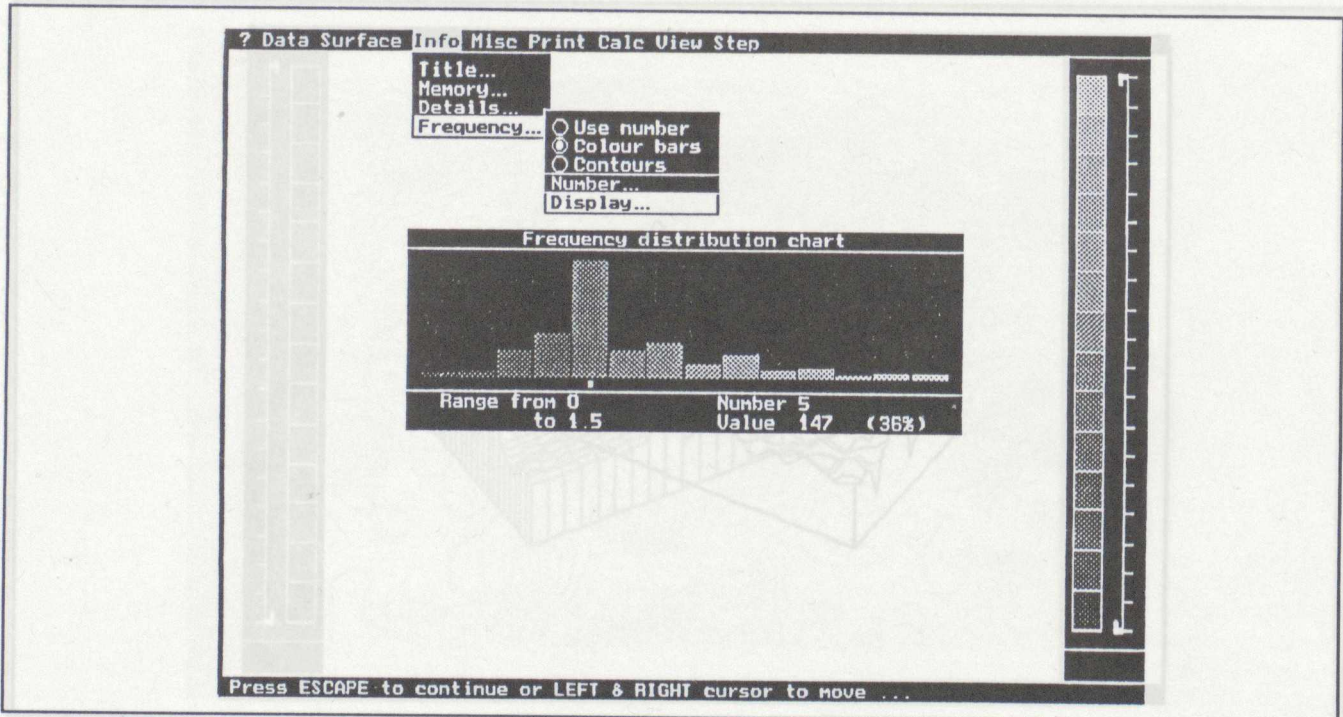 ? Data Surface Info Misc Print Calc View Step
Title...
Memory...
Details...
Frequency...
Use number
Colour bars
Contours
Number...
Display...
Frequency distribution chart
Range from 0
to 1.5
Number 5
Value 147 (36%)
Press ESCAPE to continue or LEFT & RIGHT cursor to move ...